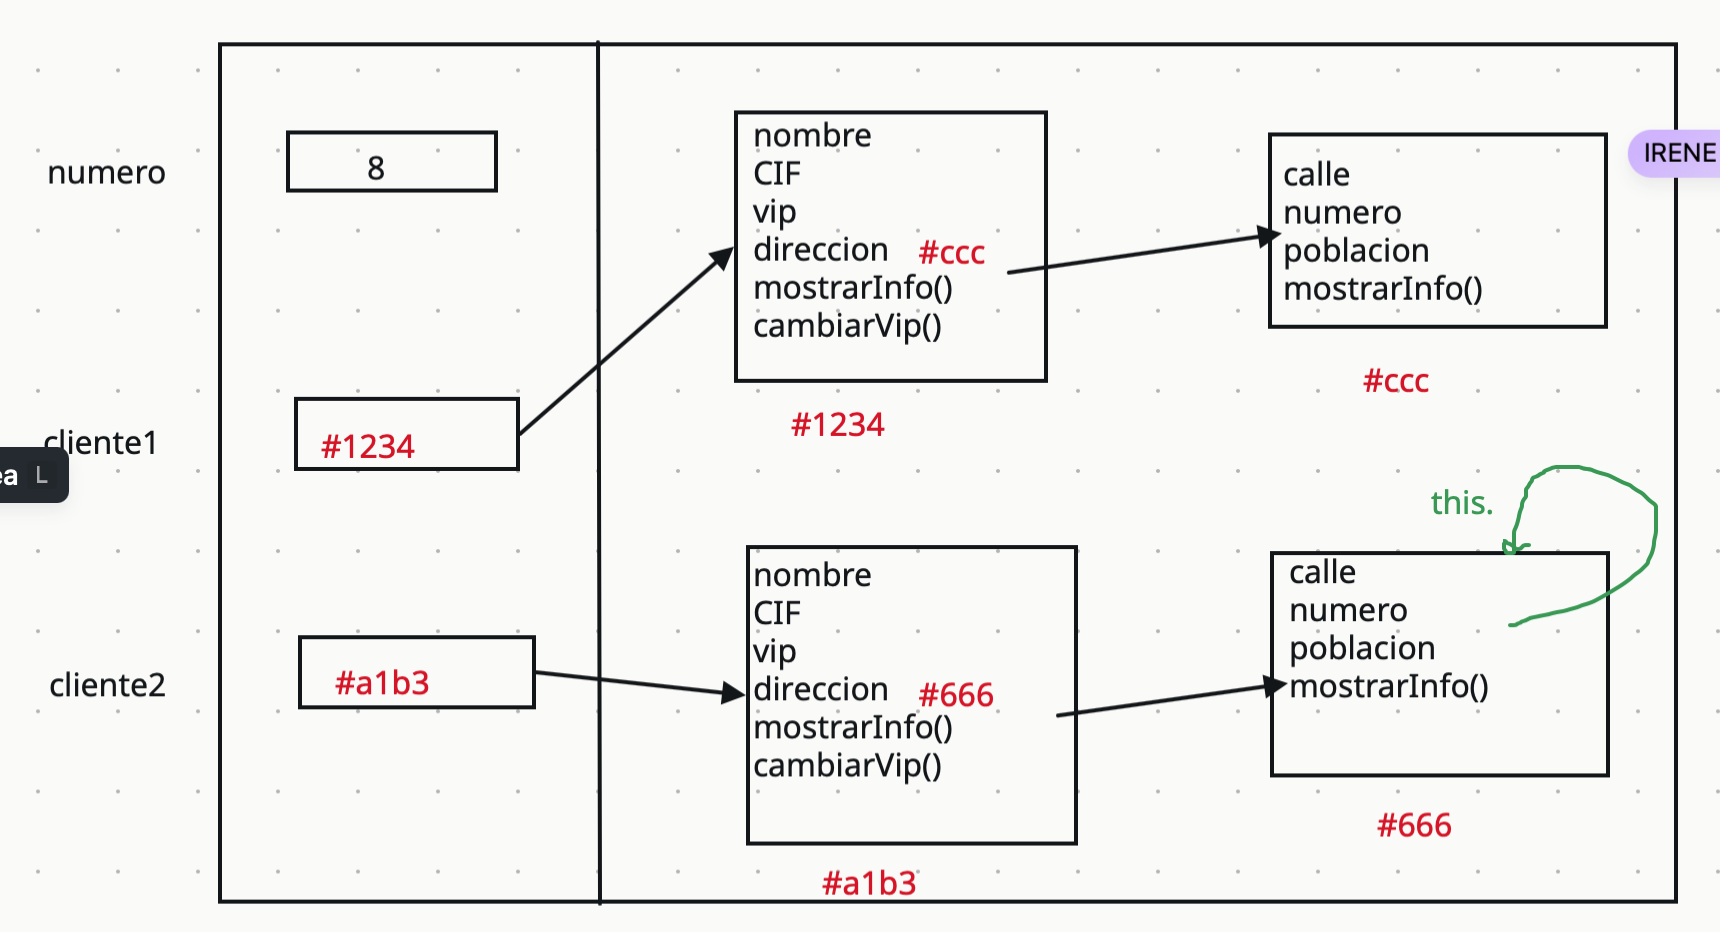 numero
8
nombre
CIF
vip
direccion #ccc
mostrarInfo()
cambiarVip()
#1234
calle
numero
poblacion
mostrarInfo()
#ccc
IRENE
cliente1
#1234
ea L
this.
cliente2
#a1b3
nombre
CIF
vip
direccion #666
mostrarInfo()
cambiarVip()
#a1b3
calle
numero
poblacion
mostrarInfo()
#666